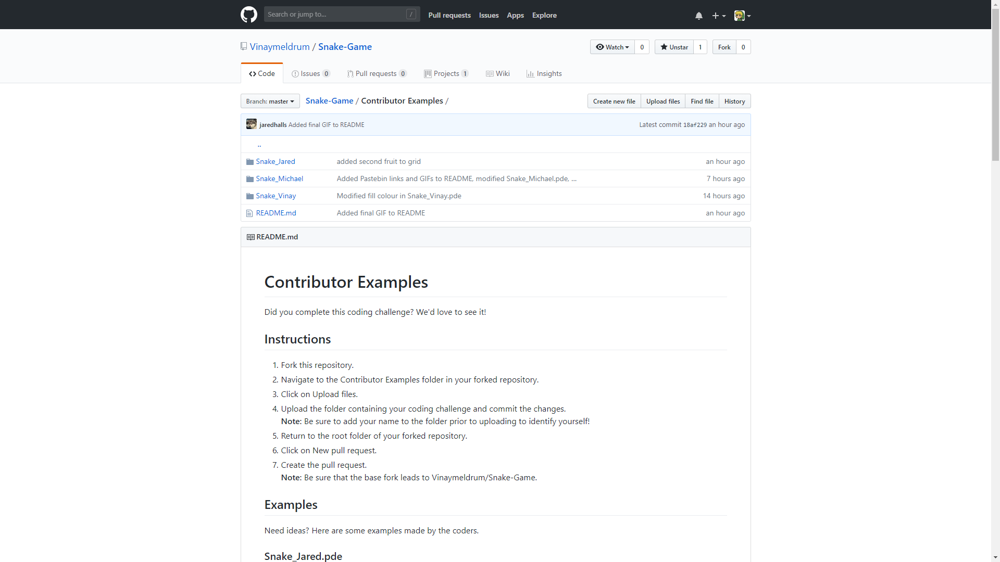 Search or jump to... /
Pull requests Issues Apps Explore
Vinaymeldrum / Snake-Game
Watch 0 Unstar 1 Fork 0
Code Issues 0 Pull requests 0 Projects 1 Wiki Insights
Branch: master Snake-Game / Contributor Examples /
Create new file Upload files Find file History
jaredhalls Added final GIF to README Latest commit 18af229 an hour ago
..
Snake_Jared added second fruit to grid an hour ago
Snake_Michael Added Pastebin links and GIFs to README, modified Snake_Michael.pde, ... 7 hours ago
Snake_Vinay Modified fill colour in Snake_Vinay.pde 14 hours ago
README.md Added final GIF to README an hour ago
README.md
Contributor Examples
Did you complete this coding challenge? We'd love to see it!
Instructions
1. Fork this repository.
2. Navigate to the Contributor Examples folder in your forked repository.
3. Click on Upload files.
4. Upload the folder containing your coding challenge and commit the changes.
Note: Be sure to add your name to the folder prior to uploading to identify yourself!
5. Return to the root folder of your forked repository.
6. Click on New pull request.
7. Create the pull request.
Note: Be sure that the base fork leads to Vinaymeldrum/Snake-Game.
Examples
Need ideas? Here are some examples made by the coders.
Snake_Jared.pde